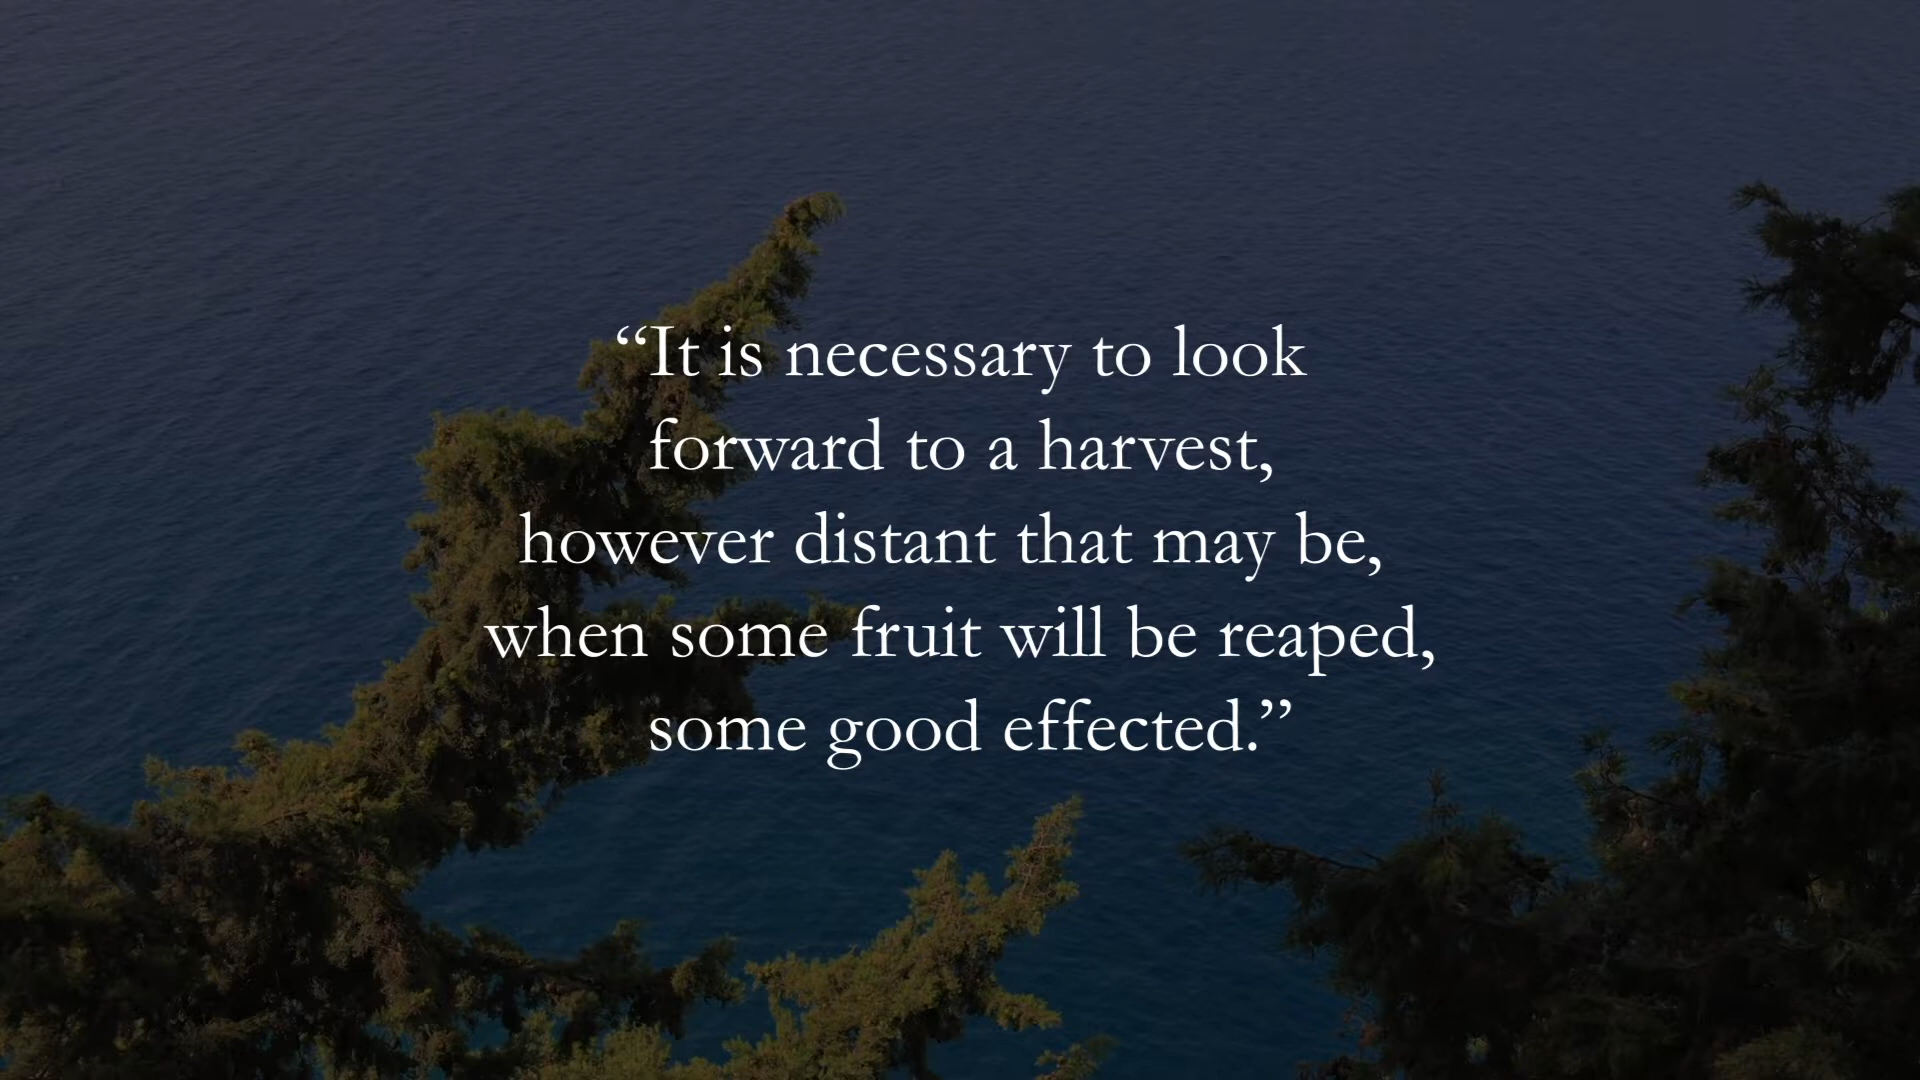 “It is necessary to look
forward to a harvest,
however distant that may be,
when some fruit will be reaped,
some good effected.”